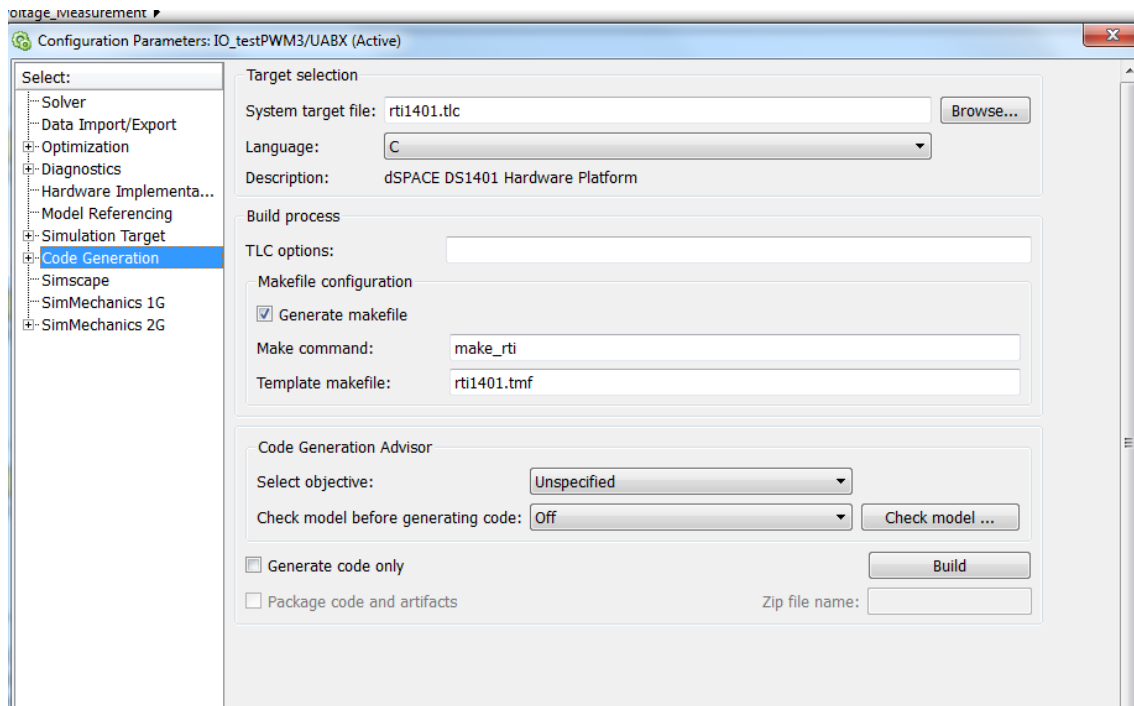 oltage_Measurement
Configuration Parameters: IO_testPWM3/UABX (Active)
Select:
Solver
Data Import/Export
Optimization
Diagnostics
Hardware Implementa...
Model Referencing
Simulation Target
Code Generation
Simscape
SimMechanics 1G
SimMechanics 2G
Target selection
System target file: rti1401.tlc Browse...
Language: C
Description: dSPACE DS1401 Hardware Platform
Build process
TLC options:
Makefile configuration
Generate makefile
Make command: make_rti
Template makefile: rti1401.tmf
Code Generation Advisor
Select objective: Unspecified
Check model before generating code: Off Check model ...
Generate code only Build
Package code and artifacts Zip file name: